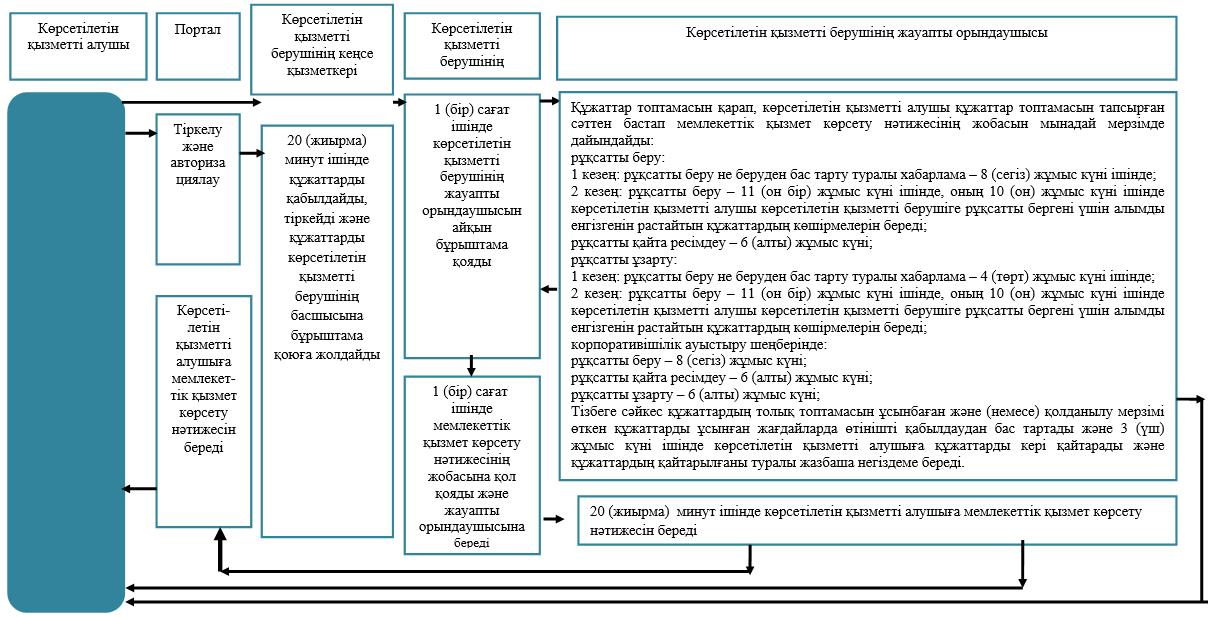 Көрсетілетін
қызметті алушы
Портал
Көрсетілетін
қызметті
берушінің кеңсе
қызметкері
Көрсетілетін
қызметті
берушінің
Көрсетілетін қызметті берушінің жауапты орындаушысы
Тіркелу
және
авториза
циялау
Көрсеті-
летін
қызметті
алушыға
мемлекет-
тік қызмет
көрсету
нәтижесін
береді
20 (жиырма)
минут ішінде
құжаттарды
қабылдайды,
тіркейді және
құжаттарды
көрсетілетін
қызметті
берушінің
басшысына
бұрыштама
қоюға жолдайды
1 (бір) сағат
ішінде
көрсетілетін
қызметті
берушінің
жауапты
орындаушысын
айқын
бұрыштама
қояды
1 (бір) сағат
ішінде
мемлекеттік
қызмет көрсету
нәтижесінің
жобасына қол
қояды және
жауапты
орындаушысына
береді
Құжаттар топтамасын қарап, көрсетілетін қызметті алушы құжаттар топтамасын тапсырған
сәттен бастап мемлекеттік қызмет көрсету нәтижесінің жобасын мынадай мерзімде
дайындайды:
рұқсатты беру:
1 кезең: рұқсатты беру не беруден бас тарту туралы хабарлама – 8 (сегіз) жұмыс күні ішінде;
2 кезең: рұқсатты беру – 11 (он бір) жұмыс күні ішінде, оның 10 (он) жұмыс күні ішінде
көрсетілетін қызметті алушы көрсетілетін қызметті берушіге рұқсатты бергені үшін алымды
енгізгенін растайтын құжаттардың көшірмелерін береді;
рұқсатты қайта ресімдеу – 6 (алты) жұмыс күні;
рұқсатты ұзарту:
1 кезең: рұқсатты беру не беруден бас тарту туралы хабарлама – 4 (төрт) жұмыс күні ішінде;
2 кезең: рұқсатты беру – 11 (он бір) жұмыс күні ішінде, оның 10 (он) жұмыс күні ішінде
көрсетілетін қызметті алушы көрсетілетін қызметті берушіге рұқсатты бергені үшін алымды
енгізгенін растайтын құжаттардың көшірмелерін береді;
корпоративішілік ауыстыру шеңберінде:
рұқсатты беру – 8 (сегіз) жұмыс күні;
рұқсатты қайта ресімдеу – 6 (алты) жұмыс күні;
рұқсатты ұзарту – 6 (алты) жұмыс күні;
Тізбеге сәйкес құжаттардың толық топтамасын ұсынбаған және (немесе) қолданылу мерзімі
өткен құжаттарды ұсынған жағдайларда өтінішті қабылдаудан бас тартады және 3 (үш)
жұмыс күні ішінде көрсетілетін қызметті алушыға құжаттарды кері қайтарады және
құжаттардың қайтарылғаны туралы жазбаша негіздеме береді.
20 (жиырма) минут ішінде көрсетілетін қызметті алушыға мемлекеттік қызмет көрсету
нәтижесін береді